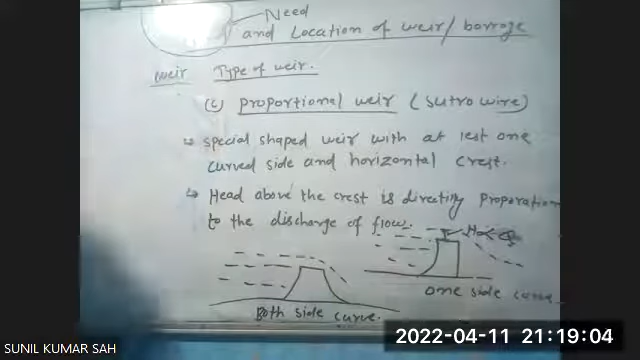 Need
and Location of weir/barrage
weir Type of weir.
(c) Proportional weir (Sutro wire)
↳ special shaped weir with at lest one
curved side and horizontal crest.
↳ Head above the crest is directing Proporation
to the discharge of flow.
H∝Q
one side curve
Both side curve.
2022-04-11 21:19:04
SUNIL KUMAR SAH